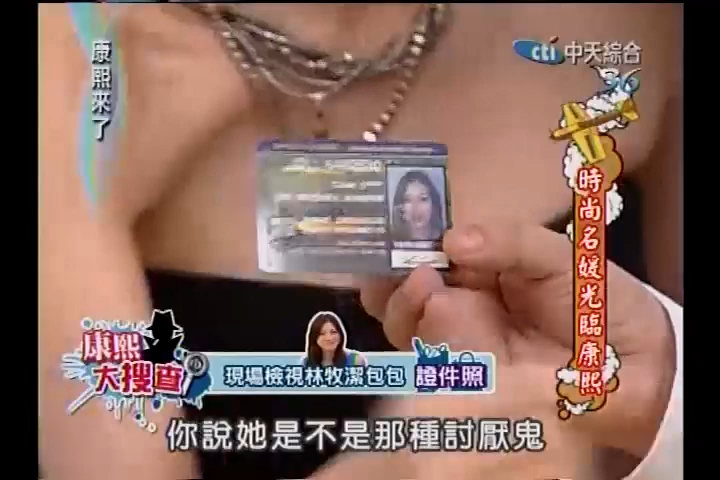 康熙來了
cti 中天綜合
36
時尚名媛光臨康熙
康熙
大搜查
現場檢視林牧潔包包 證件照
你說她是不是那種討厭鬼